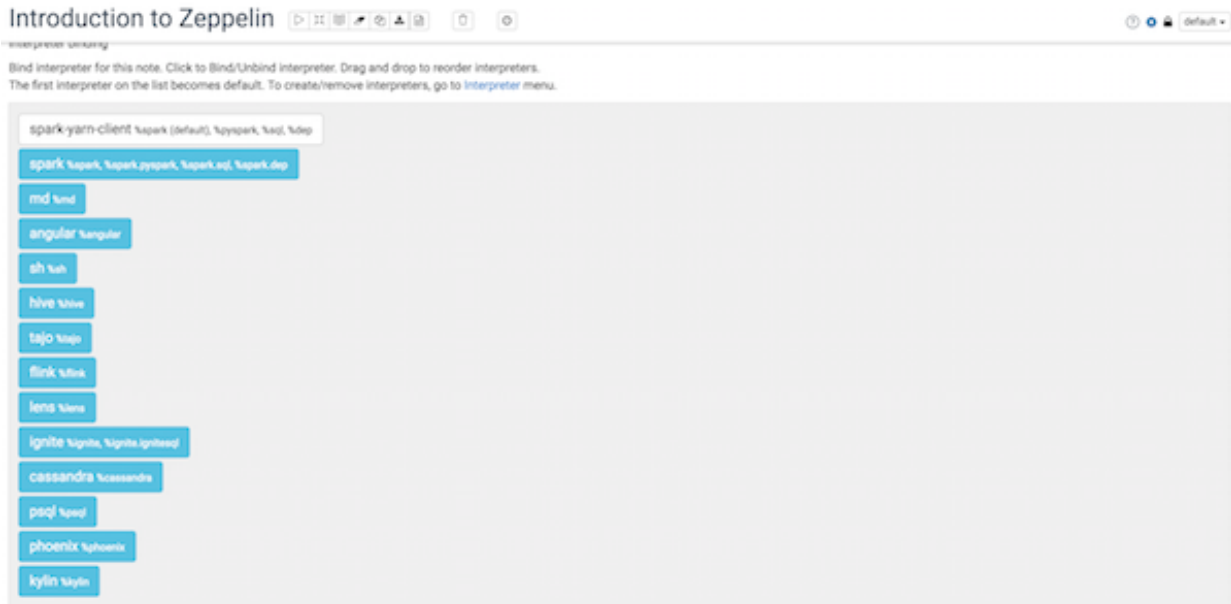 Introduction to Zeppelin
default
Interpreter binding
Bind interpreter for this note. Click to Bind/Unbind interpreter. Drag and drop to reorder interpreters.
The first interpreter on the list becomes default. To create/remove interpreters, go to Interpreter menu.
spark-yarn-client %spark (default), %pyspark, %sql, %dep
spark %spark, %spark.pyspark, %spark.sql, %spark.dep
md %md
angular %angular
sh %sh
hive %hive
tajo %tajo
flink %flink
lens %lens
ignite %ignite, %ignite.ignitesql
cassandra %cassandra
psql %psql
phoenix %phoenix
kylin %kylin